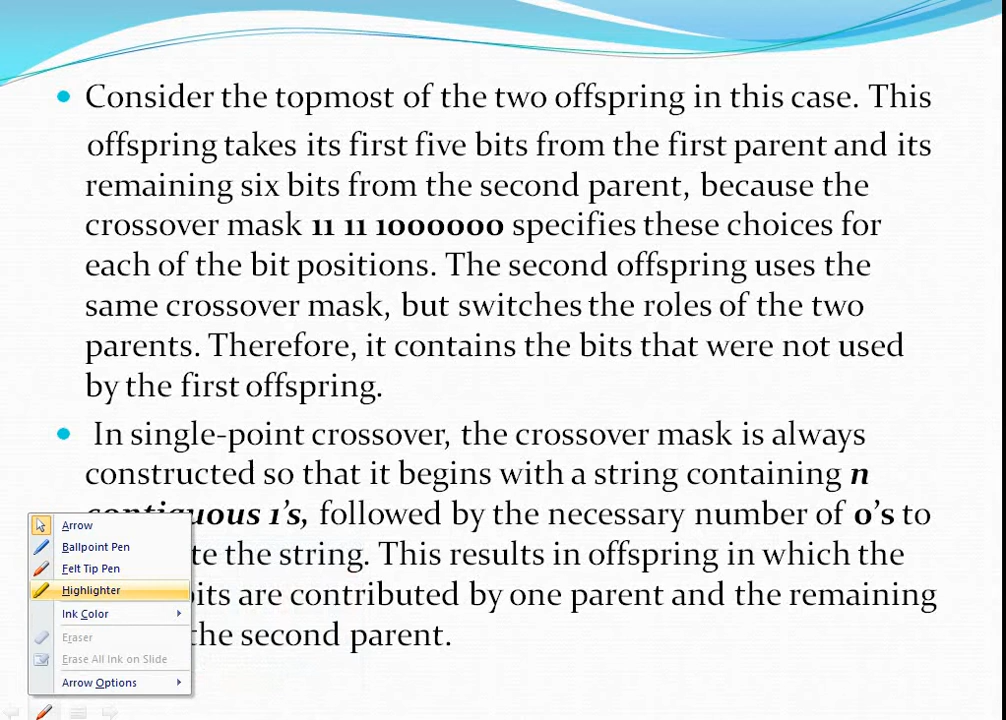 Consider the topmost of the two offspring in this case. This
offspring takes its first five bits from the first parent and its
remaining six bits from the second parent, because the
crossover mask 11 11 1000000 specifies these choices for
each of the bit positions. The second offspring uses the
same crossover mask, but switches the roles of the two
parents. Therefore, it contains the bits that were not used
by the first offspring.
In single-point crossover, the crossover mask is always
constructed so that it begins with a string containing n
contiguous 1's, followed by the necessary number of 0's to
the string. This results in offspring in which the
bits are contributed by one parent and the remaining
the second parent.
Arrow
Ballpoint Pen
Felt Tip Pen
Highlighter
Ink Color
Eraser
Erase All Ink on Slide
Arrow Options